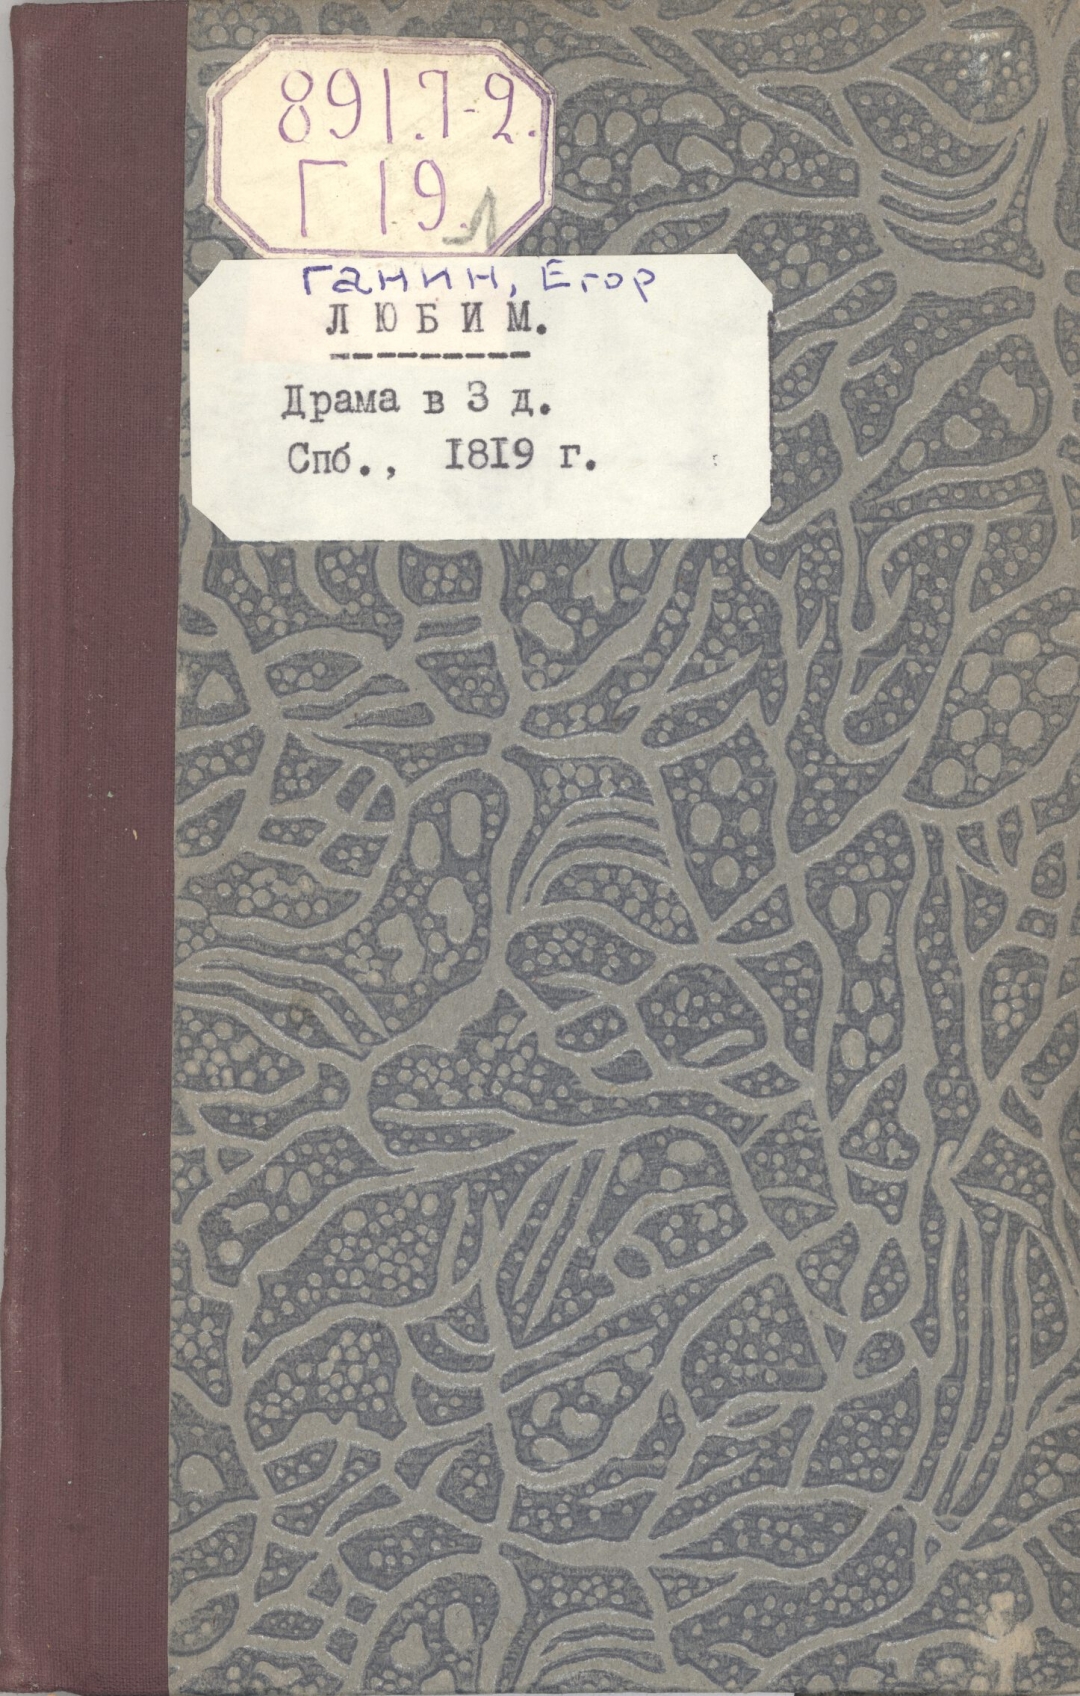 891.7-2.
Г19
Л
Ганин, Егор
ЛЮБИМ.
Драма в 3 д.
Спб., 1819 г.